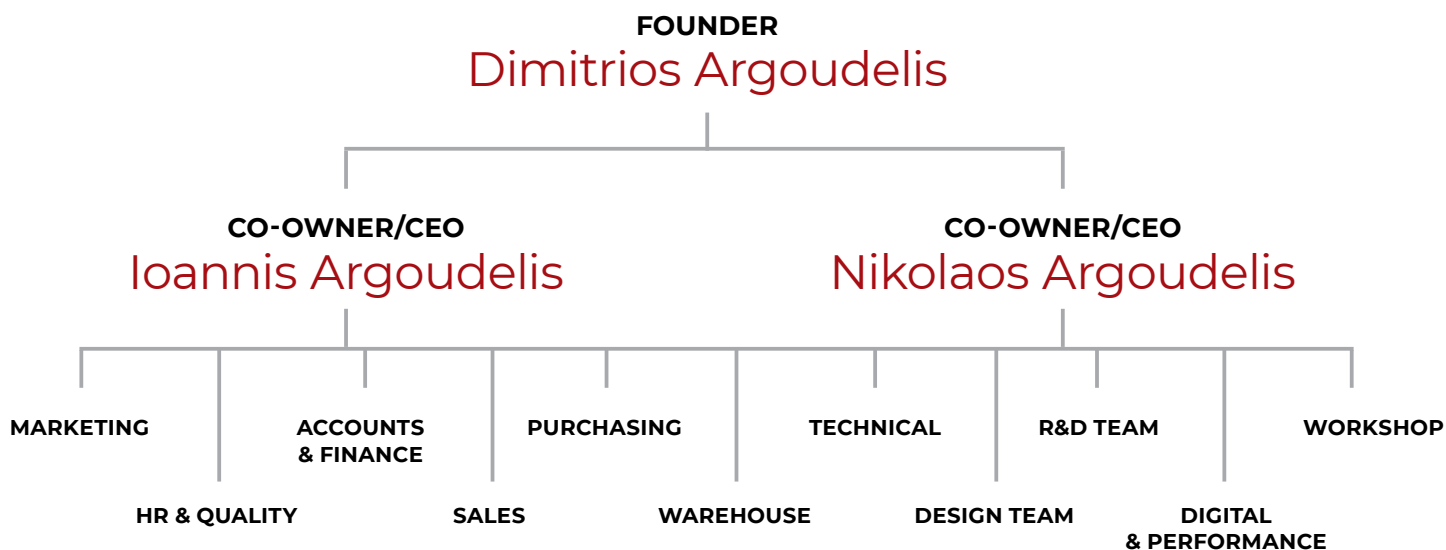 FOUNDER
Dimitrios Argoudelis
CO-OWNER/CEO
Ioannis Argoudelis
CO-OWNER/CEO
Nikolaos Argoudelis
MARKETING
ACCOUNTS
& FINANCE
PURCHASING
TECHNICAL
R&D TEAM
WORKSHOP
HR & QUALITY
SALES
WAREHOUSE
DESIGN TEAM
DIGITAL
& PERFORMANCE